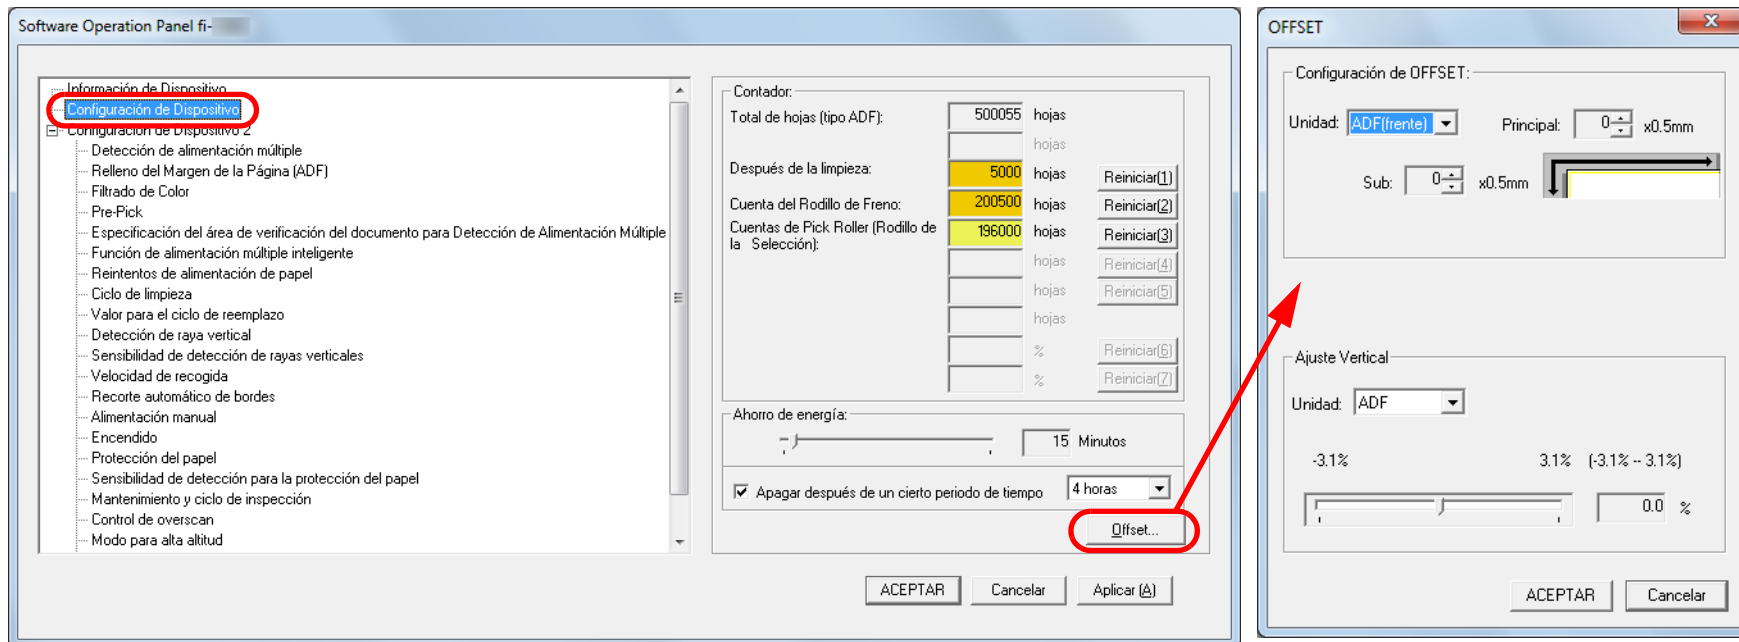 Software Operation Panel fi-
Información de Dispositivo
Configuración de Dispositivo
Configuración de Dispositivo 2
Detección de alimentación múltiple
Relleno del Margen de la Página (ADF)
Filtrado de Color
Pre-Pick
Especificación del área de verificación del documento para Detección de Alimentación Múltiple
Función de alimentación múltiple inteligente
Reintentos de alimentación de papel
Ciclo de limpieza
Valor para el ciclo de reemplazo
Detección de raya vertical
Sensibilidad de detección de rayas verticales
Velocidad de recogida
Recorte automático de bordes
Alimentación manual
Encendido
Protección del papel
Sensibilidad de detección para la protección del papel
Mantenimiento y ciclo de inspección
Control de overscan
Modo para alta altitud
Contador:
Total de hojas (tipo ADF): 500055 hojas
hojas
Después de la limpieza: 5000 hojas Reiniciar(1)
Cuenta del Rodillo de Freno: 200500 hojas Reiniciar(2)
Cuentas de Pick Roller (Rodillo de
la Selección): 196000 hojas Reiniciar(3)
hojas Reiniciar(4)
hojas Reiniciar(5)
hojas
% Reiniciar(6)
% Reiniciar(7)
Ahorro de energía:
15 Minutos
Apagar después de un cierto periodo de tiempo 4 horas
Offset...
ACEPTAR Cancelar Aplicar (A)
OFFSET
Configuración de OFFSET:
Unidad: ADF(frente) Principal: 0 x0.5mm
Sub: 0 x0.5mm
Ajuste Vertical
Unidad: ADF
-3.1% 3.1% (-3.1% -- 3.1%)
0.0 %
ACEPTAR Cancelar